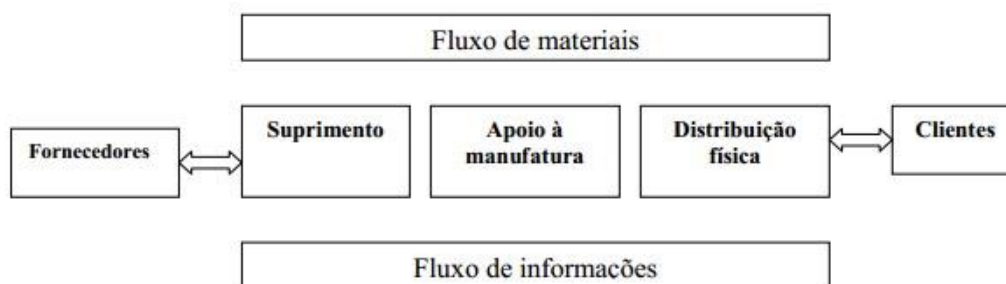 Fluxo de materiais
Fornecedores
Suprimento
Apoio à
manufatura
Distribuição
física
Clientes
Fluxo de informações